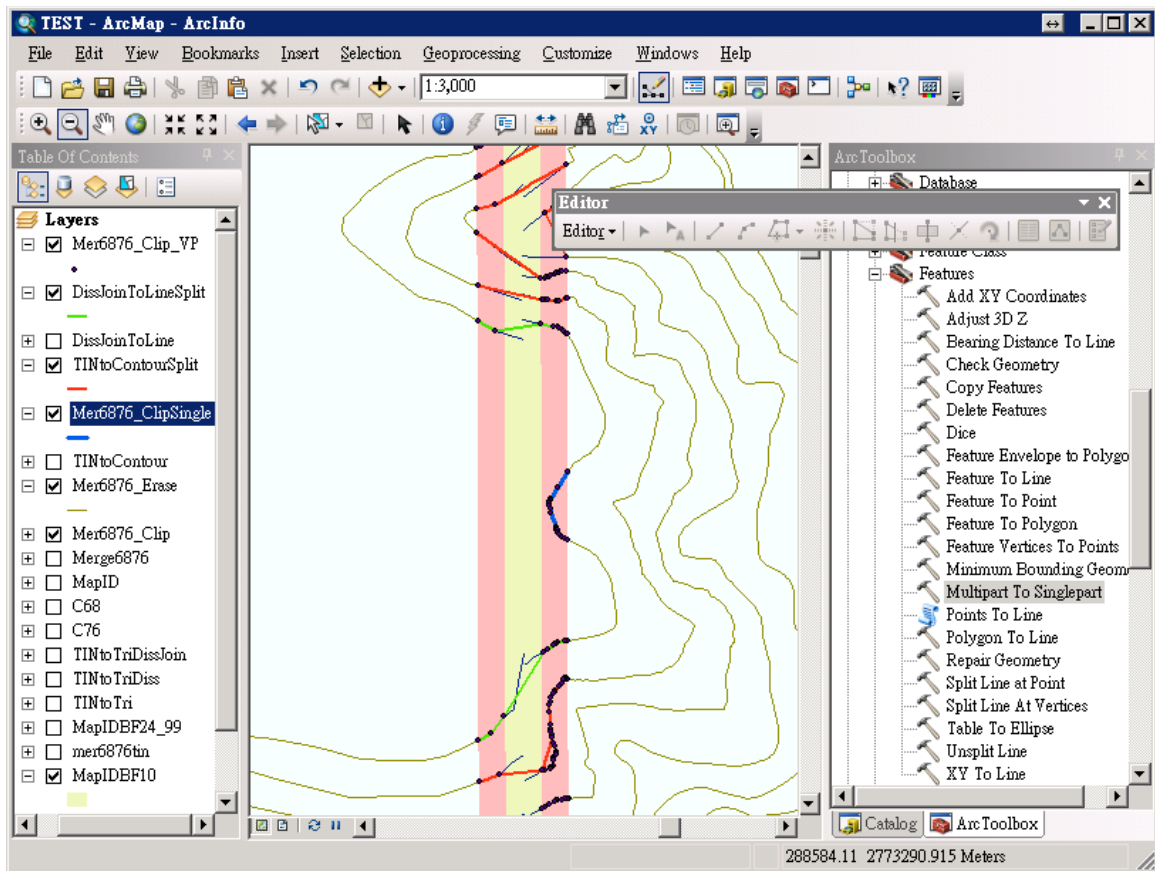 TEST - ArcMap - ArcInfo
File Edit View Bookmarks Insert Selection Geoprocessing Customize Windows Help
1:3,000
Table Of Contents
Layers
Mer6876_Clip_VP
DissJoinToLineSplit
DissJoinToLine
TINtoContourSplit
Mer6876_ClipSingle
TINtoContour
Mer6876_Erase
Mer6876_Clip
Merge6876
MapID
C68
C76
TINtoTriDissJoin
TINtoTriDiss
TINtoTri
MapIDBF24_99
mer6876tin
MapIDBF10
Editor
Editor
ArcToolbox
Database
Feature Class
Features
Add XY Coordinates
Adjust 3D Z
Bearing Distance To Line
Check Geometry
Copy Features
Delete Features
Dice
Feature Envelope to Polygo
Feature To Line
Feature To Point
Feature To Polygon
Feature Vertices To Points
Minimum Bounding Geom
Multipart To Singlepart
Points To Line
Polygon To Line
Repair Geometry
Split Line at Point
Split Line At Vertices
Table To Ellipse
Unsplit Line
XY To Line
Catalog ArcToolbox
288584.11 2773290.915 Meters